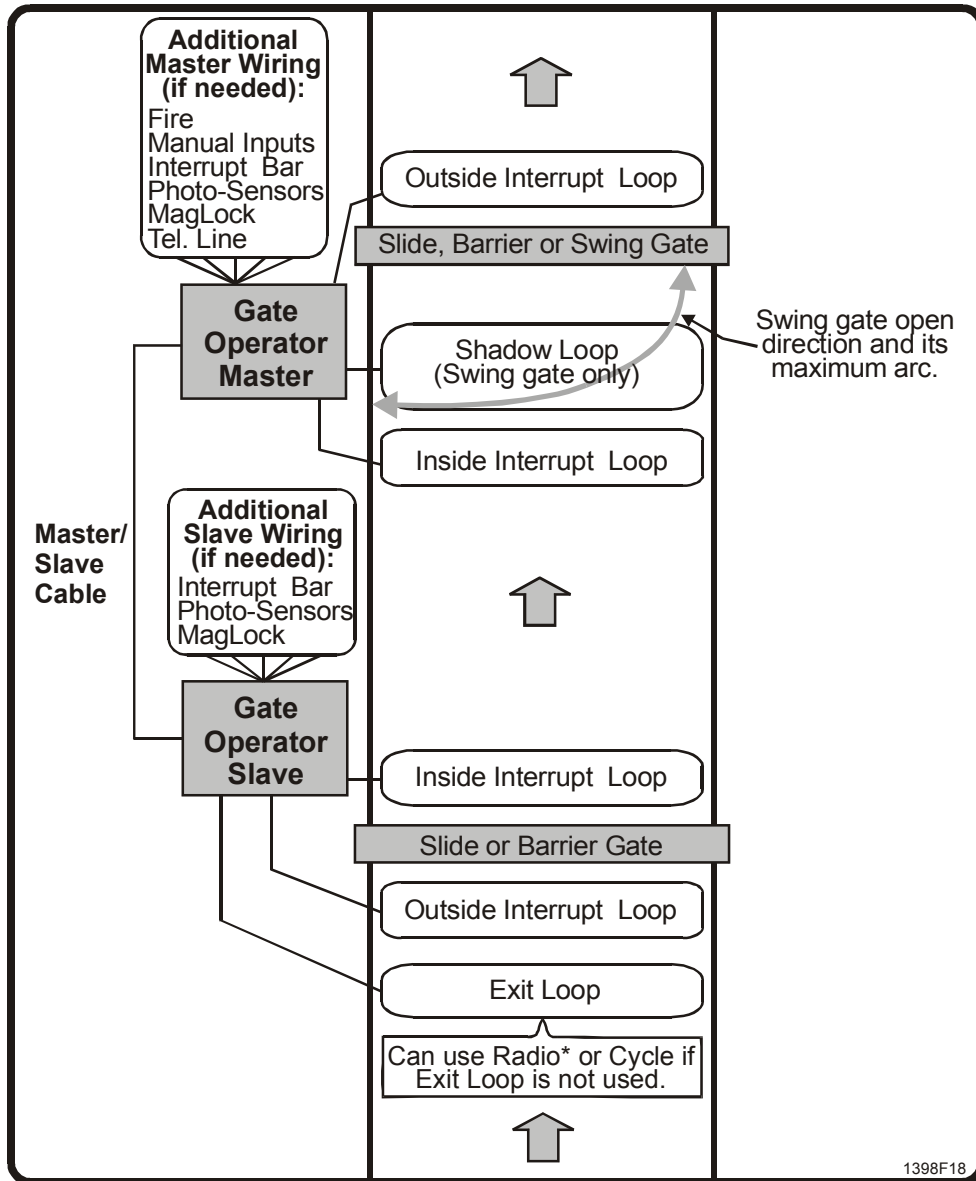 Additional
Master Wiring
(if needed):
Fire
Manual Inputs
Interrupt Bar
Photo-Sensors
MagLock
Tel. Line
Outside Interrupt Loop
Slide, Barrier or Swing Gate
Gate
Operator
Master
Shadow Loop
(Swing gate only)
Swing gate open
direction and its
maximum arc.
Inside Interrupt Loop
Master/
Slave
Cable
Additional
Slave Wiring
(if needed):
Interrupt Bar
Photo-Sensors
MagLock
Gate
Operator
Slave
Inside Interrupt Loop
Slide or Barrier Gate
Outside Interrupt Loop
Exit Loop
Can use Radio* or Cycle if
Exit Loop is not used.
1398F18